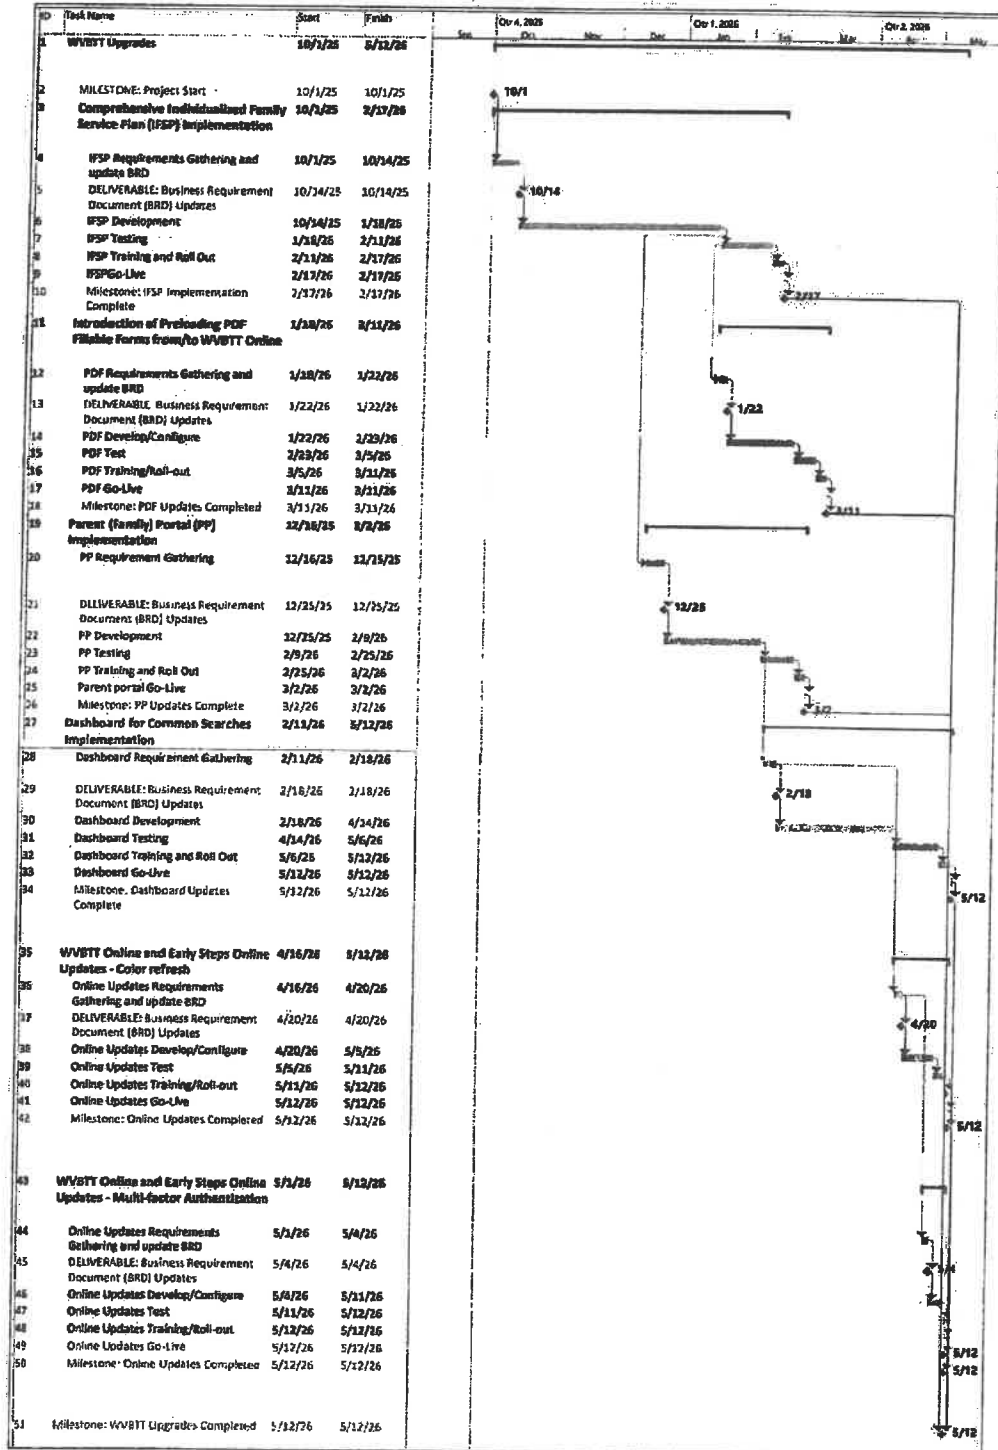 ID Task Name Start Finish Qtr 4, 2025 Qtr 1, 2026 Qtr 2, 2026
Sep Oct Nov Dec Jan Feb Mar Apr May
1 WVBTT Upgrades 10/1/25 5/12/26
2 MILESTONE: Project Start 10/1/25 10/1/25 10/1
3 Comprehensive Individualized Family 10/1/25 2/17/26
Service Plan (IFSP) Implementation
4 IFSP Requirements Gathering and 10/1/25 10/14/25
update BRD
5 DELIVERABLE: Business Requirement 10/14/25 10/14/25 10/14
Document (BRD) Updates
6 IFSP Development 10/14/25 1/18/26
7 IFSP Testing 1/18/26 2/11/26
8 IFSP Training and Roll Out 2/11/26 2/17/26
9 IFSPGo-Live 2/17/26 2/17/26
10 Milestone: IFSP Implementation 2/17/26 2/17/26 2/17
Complete
11 Introduction of Preloading PDF 1/18/26 3/11/26
Fillable Forms from/to WVBTT Online
12 PDF Requirements Gathering and 1/18/26 1/22/26
update BRD
13 DELIVERABLE: Business Requirement 1/22/26 1/22/26 1/22
Document (BRD) Updates
14 PDF Develop/Configure 1/22/26 2/23/26
15 PDF Test 2/23/26 3/5/26
16 PDF Training/Roll-out 3/5/26 3/11/26
17 PDF Go-Live 3/11/26 3/11/26
18 Milestone: PDF Updates Completed 3/11/26 3/11/26 3/11
19 Parent (Family) Portal (PP) 12/16/25 3/2/26
Implementation
20 PP Requirement Gathering 12/16/25 12/25/25
21 DELIVERABLE: Business Requirement 12/25/25 12/25/25 12/25
Document (BRD) Updates
22 PP Development 12/25/25 2/9/26
23 PP Testing 2/9/26 2/25/26
24 PP Training and Roll Out 2/25/26 3/2/26
25 Parent portal Go-Live 3/2/26 3/2/26
26 Milestone: PP Updates Complete 3/2/26 3/2/26 3/2
27 Dashboard for Common Searches 2/11/26 5/12/26
Implementation
28 Dashboard Requirement Gathering 2/11/26 2/18/26
29 DELIVERABLE: Business Requirement 2/18/26 2/18/26 2/18
Document (BRD) Updates
30 Dashboard Development 2/18/26 4/14/26
31 Dashboard Testing 4/14/26 5/6/26
32 Dashboard Training and Roll Out 5/6/26 5/12/26
33 Dashboard Go-Live 5/12/26 5/12/26
34 Milestone: Dashboard Updates 5/12/26 5/12/26 5/12
Complete
35 WVBTT Online and Early Steps Online 4/16/26 5/12/26
Updates - Color refresh
36 Online Updates Requirements 4/16/26 4/20/26
Gathering and update BRD
37 DELIVERABLE: Business Requirement 4/20/26 4/20/26 4/20
Document (BRD) Updates
38 Online Updates Develop/Configure 4/20/26 5/5/26
39 Online Updates Test 5/5/26 5/11/26
40 Online Updates Training/Roll-out 5/11/26 5/12/26
41 Online Updates Go-Live 5/12/26 5/12/26
42 Milestone: Online Updates Completed 5/12/26 5/12/26 5/12
43 WVBTT Online and Early Steps Online 5/1/26 5/12/26
Updates - Multi-factor Authentization
44 Online Updates Requirements 5/1/26 5/4/26
Gathering and update BRD
45 DELIVERABLE: Business Requirement 5/4/26 5/4/26 5/4
Document (BRD) Updates
46 Online Updates Develop/Configure 5/4/26 5/11/26
47 Online Updates Test 5/11/26 5/12/26
48 Online Updates Training/Roll-out 5/12/26 5/12/26
49 Online Updates Go-Live 5/12/26 5/12/26 5/12
50 Milestone: Online Updates Completed 5/12/26 5/12/26 5/12
51 Milestone: WVBTT Upgrades Completed 5/12/26 5/12/26 5/12